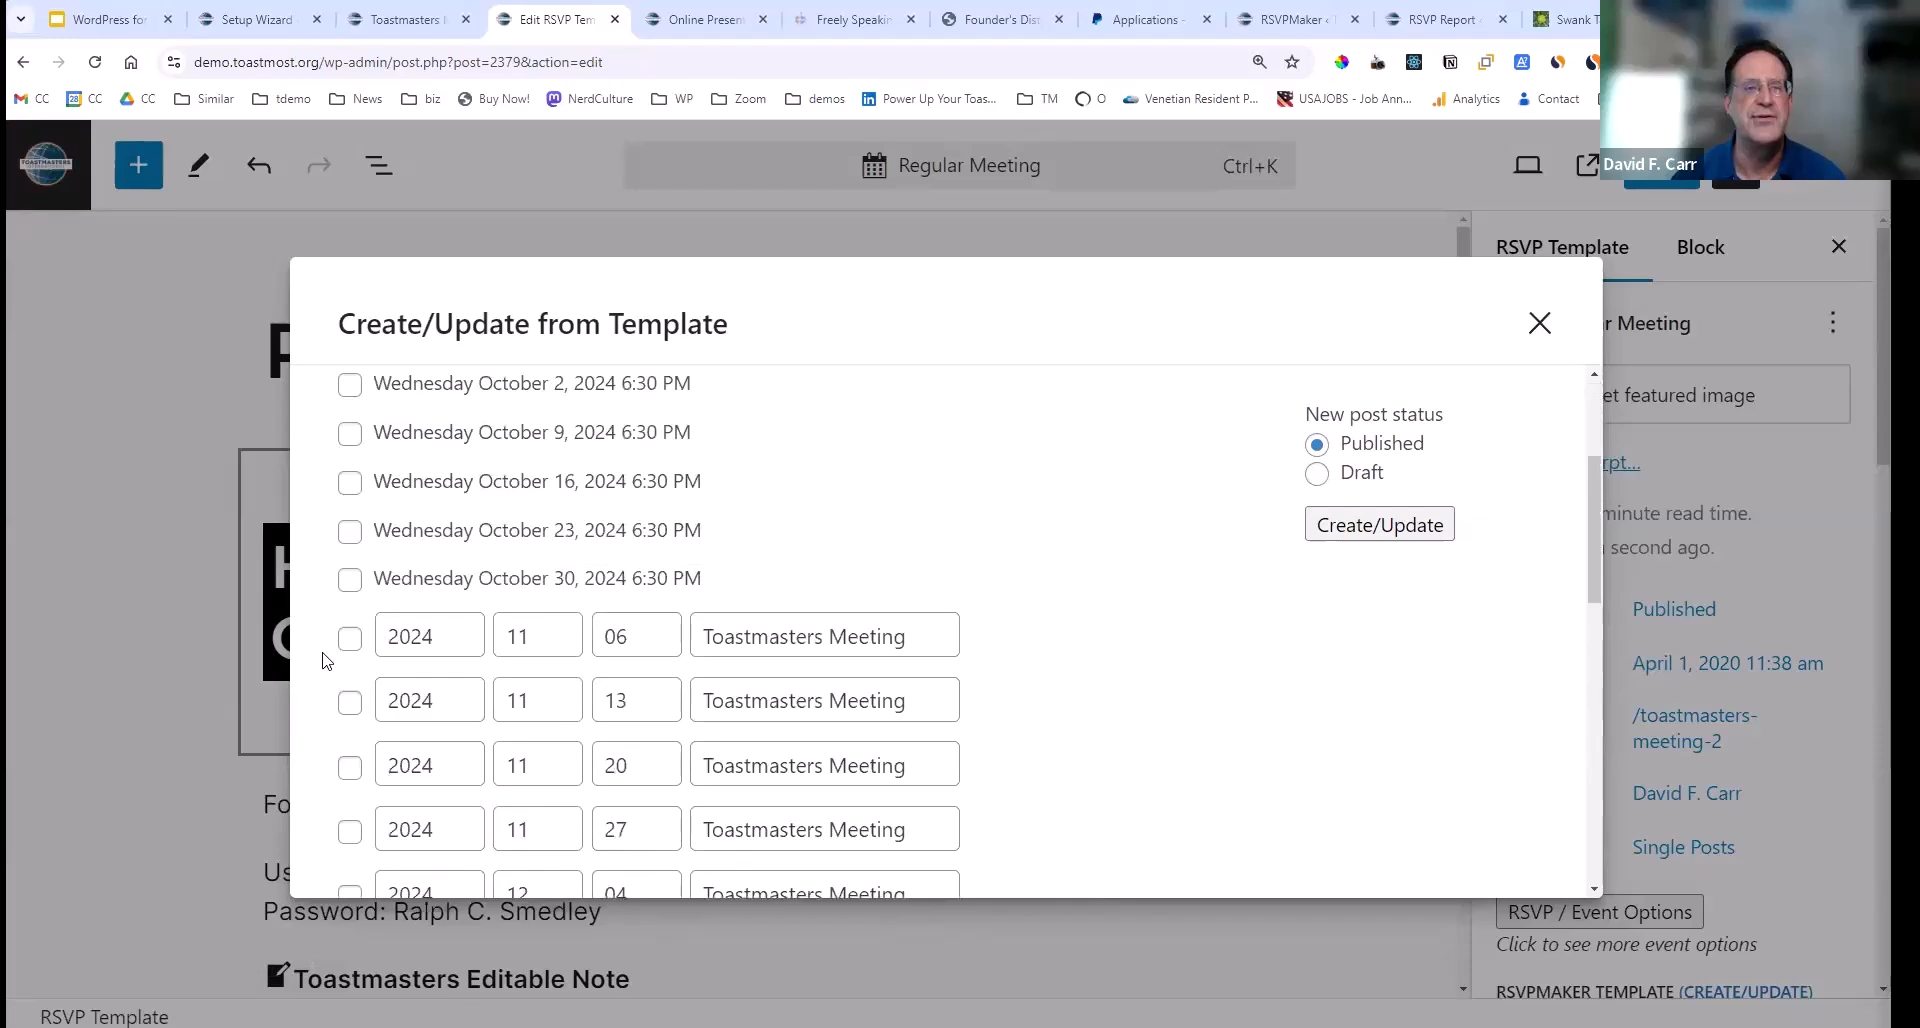 WordPress for
Setup Wizard
Toastmasters
Edit RSVP Tem
Online Presen
Freely Speakin
Founder's Dist
Applications -
RSVPMaker ‹
RSVP Report
Swank T
demo.toastmost.org/wp-admin/post.php?post=2379&action=edit
CC
CC
CC
Similar
tdemo
News
biz
Buy Now!
NerdCulture
WP
Zoom
demos
Power Up Your Toas...
TM
O
Venetian Resident P...
USAJOBS - Job Ann...
Analytics
Contact
David F. Carr
TOASTMASTERS
Regular Meeting
Ctrl+K
RSVP Template
Block
Create/Update from Template
r Meeting
Wednesday October 2, 2024 6:30 PM
Wednesday October 9, 2024 6:30 PM
Wednesday October 16, 2024 6:30 PM
Wednesday October 23, 2024 6:30 PM
Wednesday October 30, 2024 6:30 PM
2024 11 06 Toastmasters Meeting
2024 11 13 Toastmasters Meeting
2024 11 20 Toastmasters Meeting
2024 11 27 Toastmasters Meeting
2024 12 04 Toastmasters Meeting
New post status
Published
Draft
Create/Update
et featured image
rpt...
minute read time.
second ago.
Published
April 1, 2020 11:38 am
/toastmasters-
meeting-2
David F. Carr
Single Posts
RSVP / Event Options
Click to see more event options
RSVPMAKER TEMPLATE (CREATE/UPDATE)
Fo
Us
Password: Ralph C. Smedley
Toastmasters Editable Note
RSVP Template